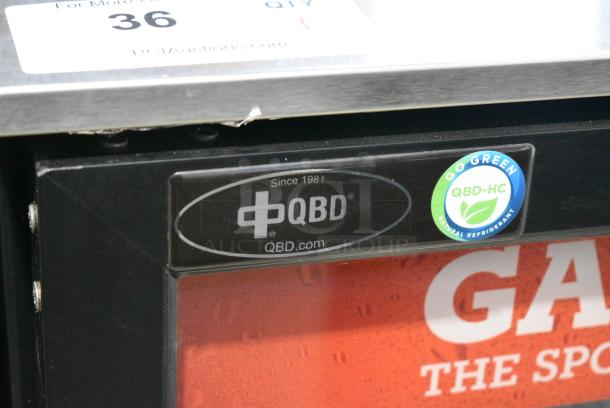 36
QTY
Since 1981
QBD®
QBD.com
GO GREEN
QBD-HC
NATURAL REFRIGERANT
GA
THE SPO